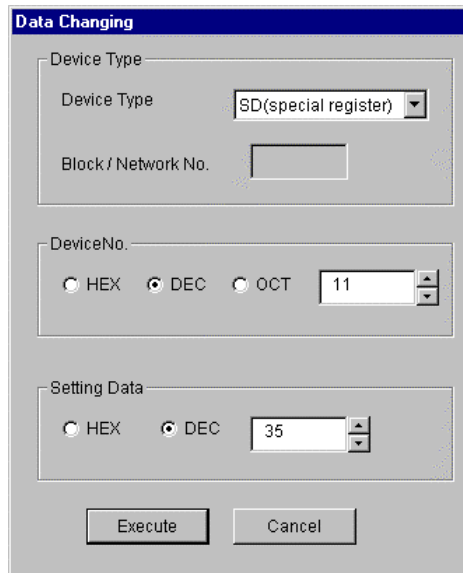 Data Changing
Device Type
Device Type SD(special register)
Block / Network No.
DeviceNo.
HEX DEC OCT 11
Setting Data
HEX DEC 35
Execute Cancel